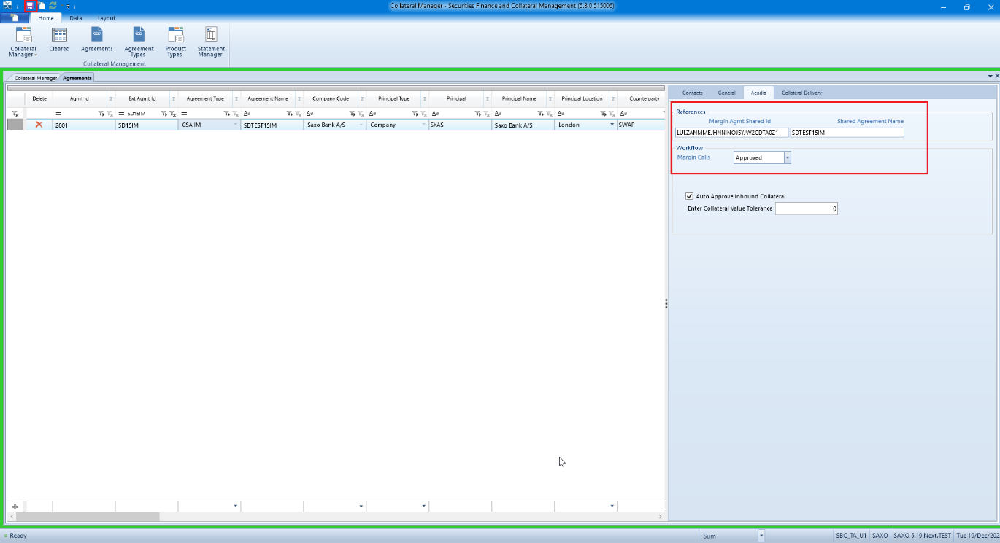 Collateral Manager - Securities Finance and Collateral Management (5.8.0.515006)
Home Data Layout
Collateral Manager Cleared Agreements Agreement Types Product Types Statement Manager
Collateral Management
Collateral Manager Agreements
Delete Agmt Id Σ Ext Agmt Id Σ Agreement Type Σ Agreement Name Σ Company Code Σ Principal Type Σ Principal Σ Principal Name Σ Principal Location Σ Counterparty
= = SD15IM = Aa Aa Aa Aa Aa Aa Aa
2801 SD15IM CSA IM SDTEST15IM Saxo Bank A/S Company SXAS Saxo Bank A/S London SWAP
Contacts General Acadia Collateral Delivery
References
Margin Agmt Shared Id Shared Agreement Name
LULZANMMEJHNNINOJ5YJW2CDTA0Z1 SDTEST15IM
Workflow
Margin Calls Approved
Auto Approve Inbound Collateral
Enter Collateral Value Tolerance 0
Ready Sum SBC_TA_U1 SAXO SAXO 5.19.Next.TEST Tue 19/Dec/202